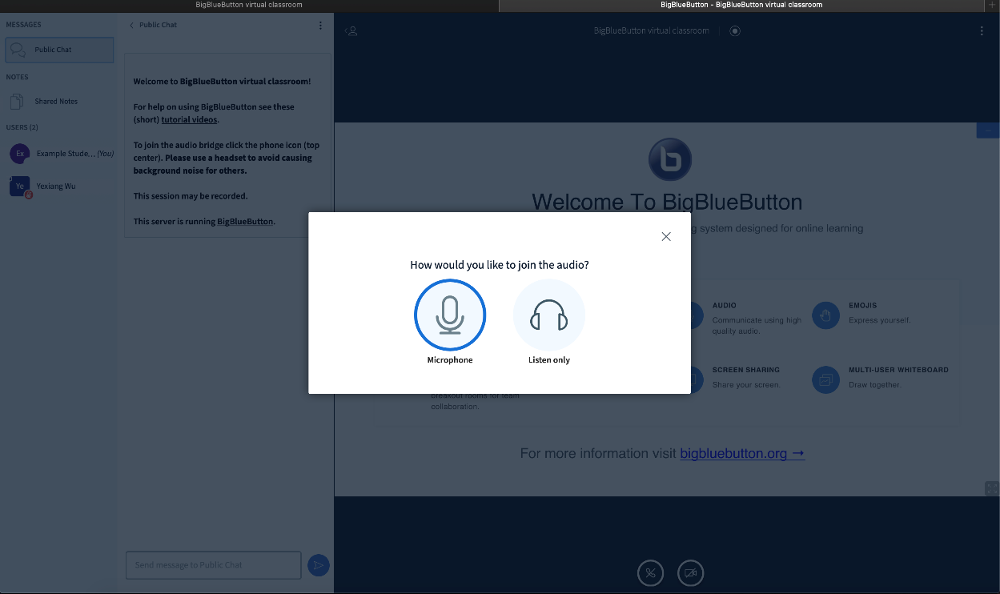 BigBlueButton virtual classroom
BigBlueButton - BigBlueButton virtual classroom
MESSAGES
Public Chat
NOTES
Shared Notes
USERS (2)
Ex
Example Stude... (You)
Ye
Yexiang Wu
Public Chat
Welcome to BigBlueButton virtual classroom!
For help on using BigBlueButton see these
(short) tutorial videos.
To join the audio bridge click the phone icon (top
center). Please use a headset to avoid causing
background noise for others.
This session may be recorded.
This server is running BigBlueButton.
Send message to Public Chat
BigBlueButton virtual classroom
Welcome To BigBlueButton
system designed for online learning
How would you like to join the audio?
Microphone
Listen only
AUDIO
Communicate using high
quality audio.
EMOJIS
Express yourself.
SCREEN SHARING
Share your screen.
MULTI-USER WHITEBOARD
Draw together.
breakout rooms for team
collaboration.
For more information visit bigbluebutton.org →